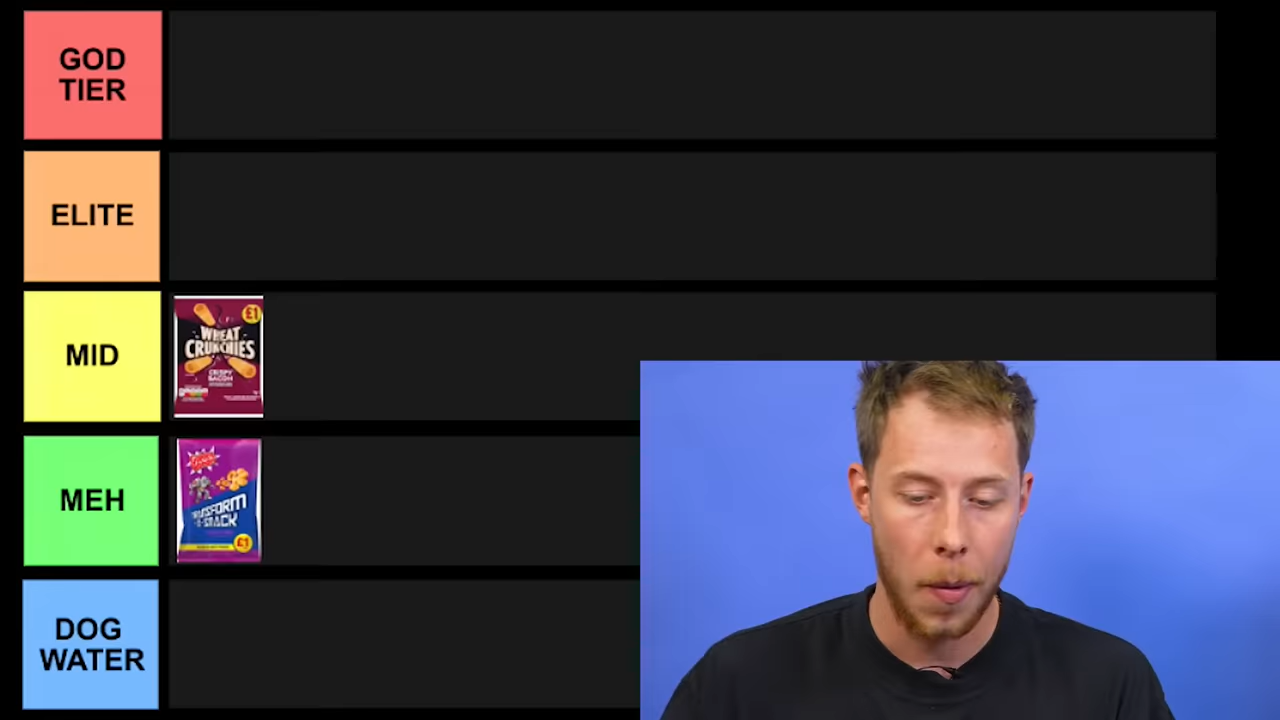 GOD
TIER
ELITE
MID
£1
WHEAT
CRUNCHIES
CRISPY
BACON
MEH
TRANSFORM
-A-SNACK
£1
DOG
WATER